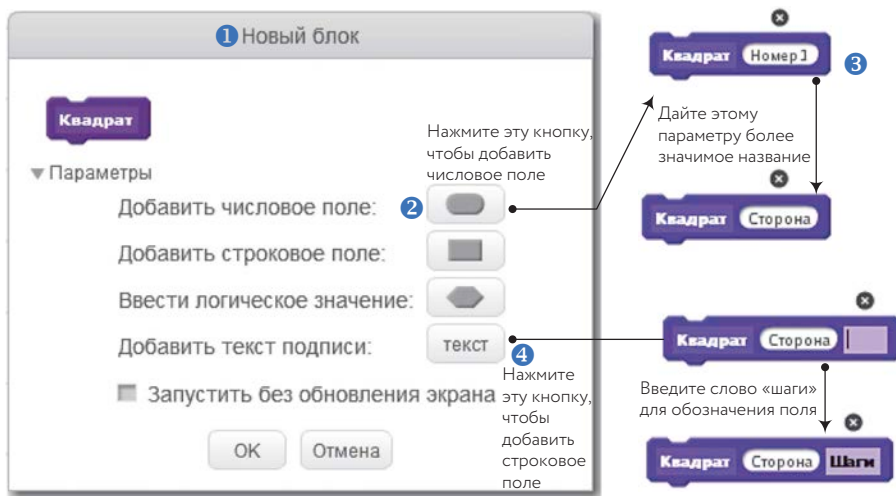 1 Новый блок
Квадрат
Параметры
Добавить числовое поле: 2
Добавить строковое поле:
Ввести логическое значение:
Добавить текст подписи: текст
Запустить без обновления экрана
ОК Отмена
Нажмите эту кнопку,
чтобы добавить
числовое поле
Квадрат Номер1 3
Дайте этому
параметру более
значимое название
Квадрат Сторона
4
Нажмите
эту кнопку,
чтобы
добавить
строковое
поле
Квадрат Сторона
Введите слово «шаги»
для обозначения поля
Квадрат Сторона Шаги